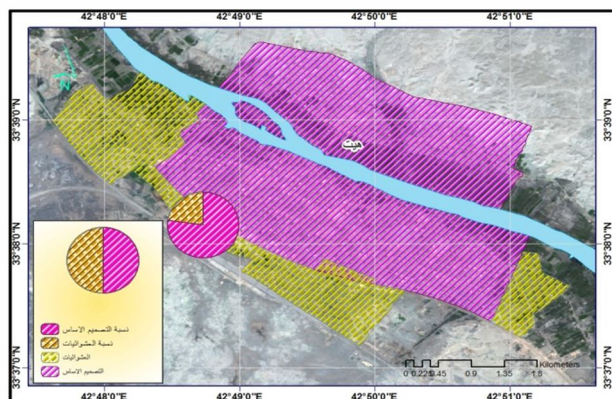 42°48'0"E 42°49'0"E 42°50'0"E 42°51'0"E
33°39'0"N 33°39'0"N
هيت
33°38'0"N 33°38'0"N
نسبة التصميم الاساس
نسبة العشوائيات
العشوائيات
التصميم الاساس
Kilometers
0 0.225 0.45 0.9 1.35 1.8
33°37'0"N 33°37'0"N
42°48'0"E 42°49'0"E 42°50'0"E 42°51'0"E